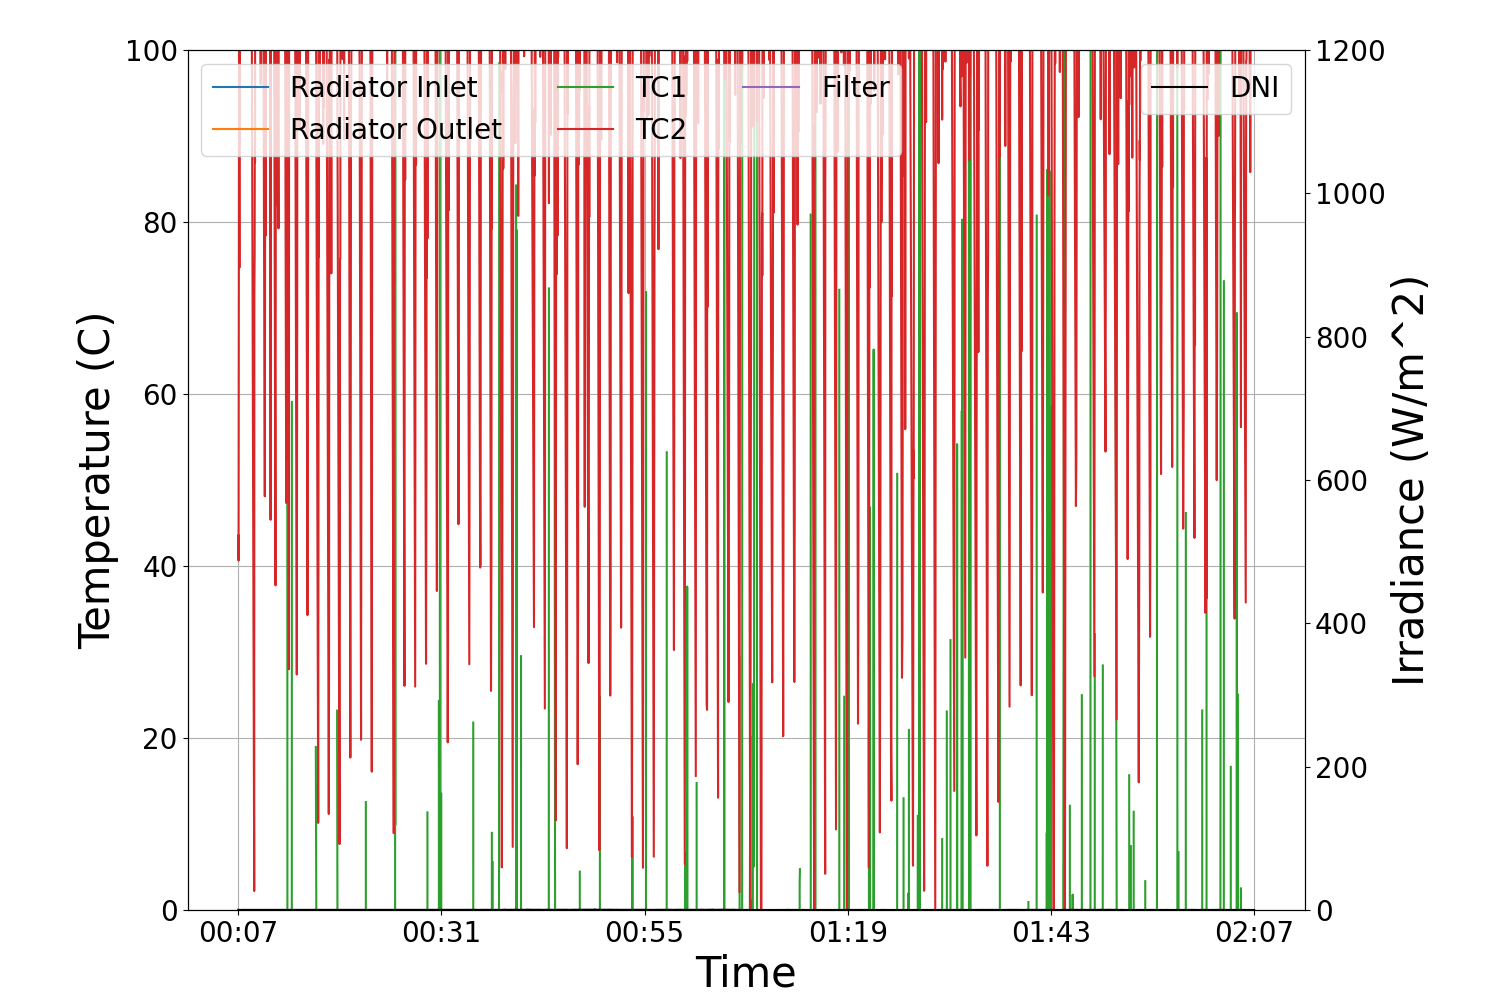 Radiator Inlet
Radiator Outlet
TC1
TC2
Filter
DNI
Temperature (C)
100
80
60
40
20
0
Irradiance (W/m^2)
1200
1000
800
600
400
200
0
00:07 00:31 00:55 01:19 01:43 02:07
Time